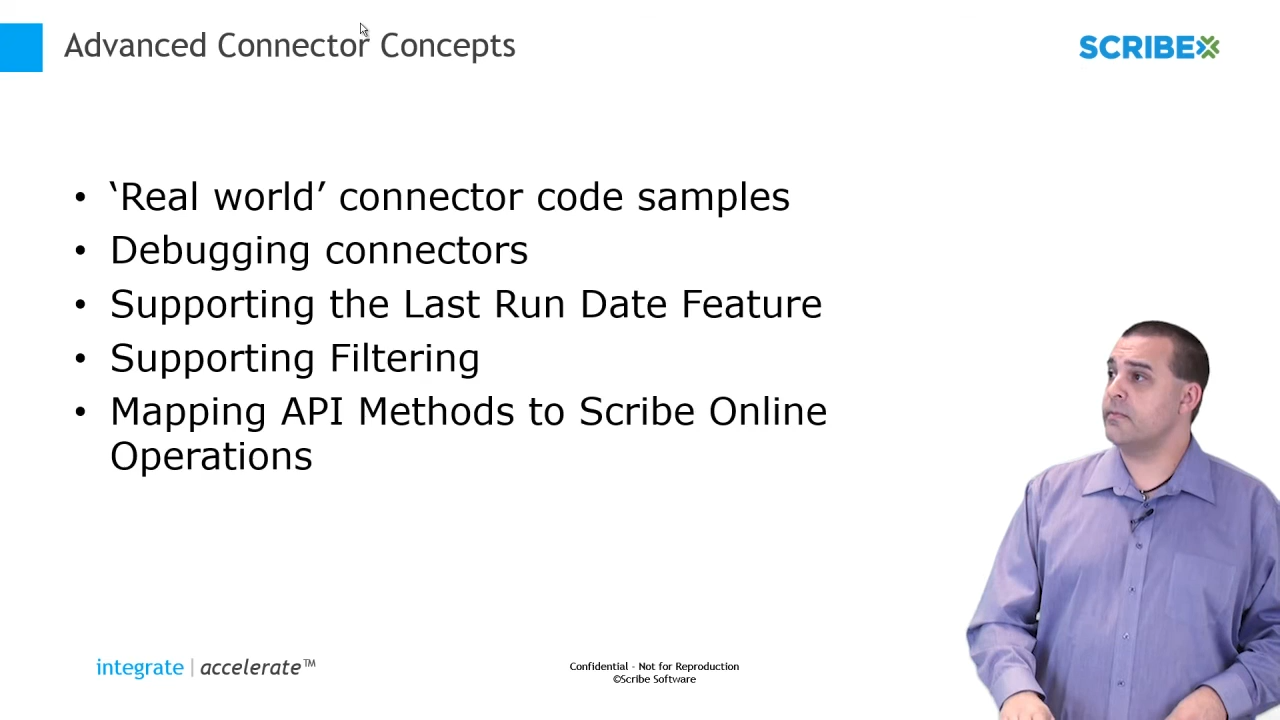 Advanced Connector Concepts
SCRIBE
• ‘Real world’ connector code samples
• Debugging connectors
• Supporting the Last Run Date Feature
• Supporting Filtering
• Mapping API Methods to Scribe Online
Operations
integrate | accelerate™
Confidential - Not for Reproduction
©Scribe Software